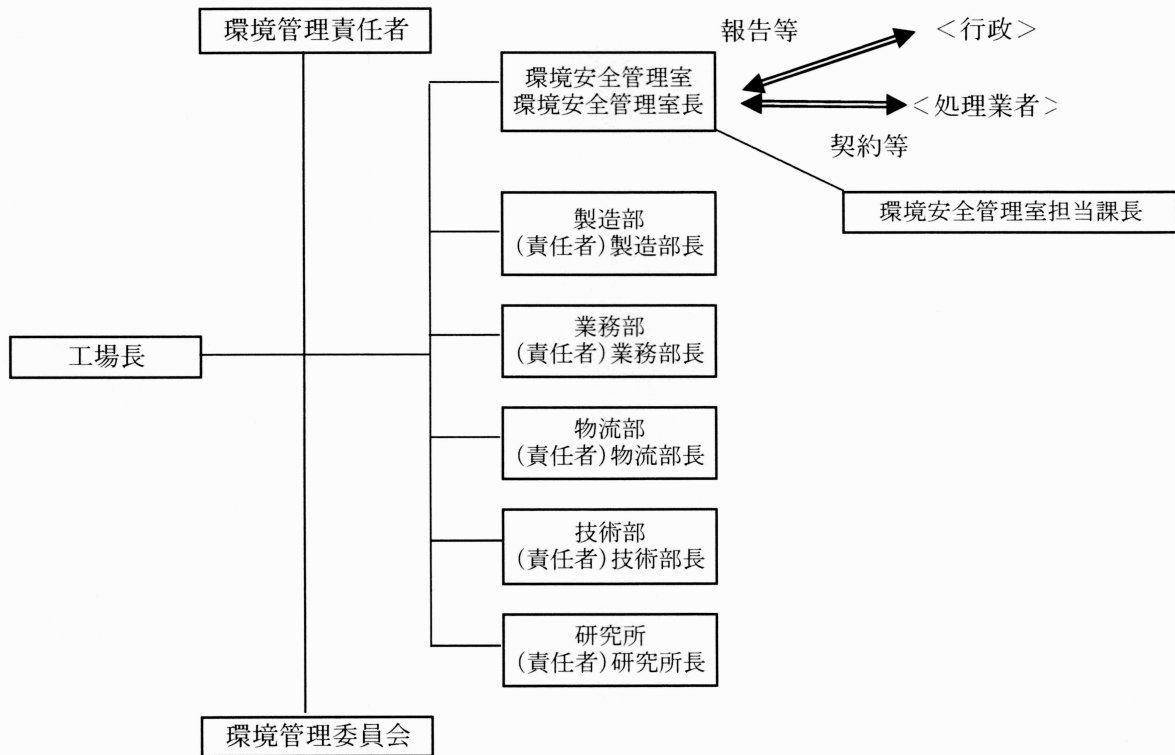 環境管理責任者
報告等
＜行政＞
環境安全管理室
環境安全管理室長
＜処理業者＞
契約等
環境安全管理室担当課長
製造部
(責任者)製造部長
業務部
(責任者)業務部長
工場長
物流部
(責任者)物流部長
技術部
(責任者)技術部長
研究所
(責任者)研究所長
環境管理委員会